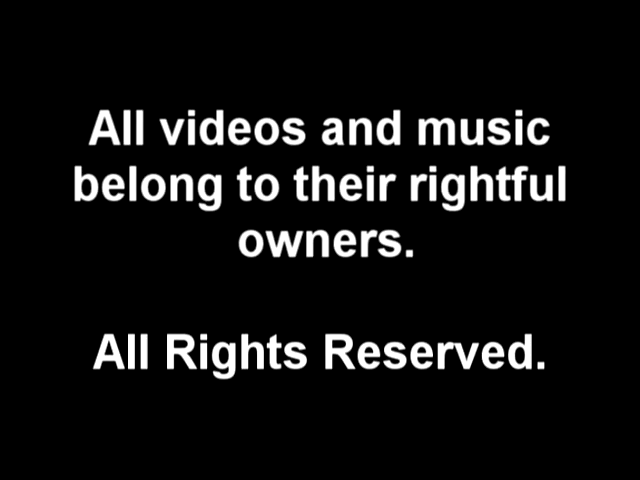 All videos and music
belong to their rightful
owners.
All Rights Reserved.